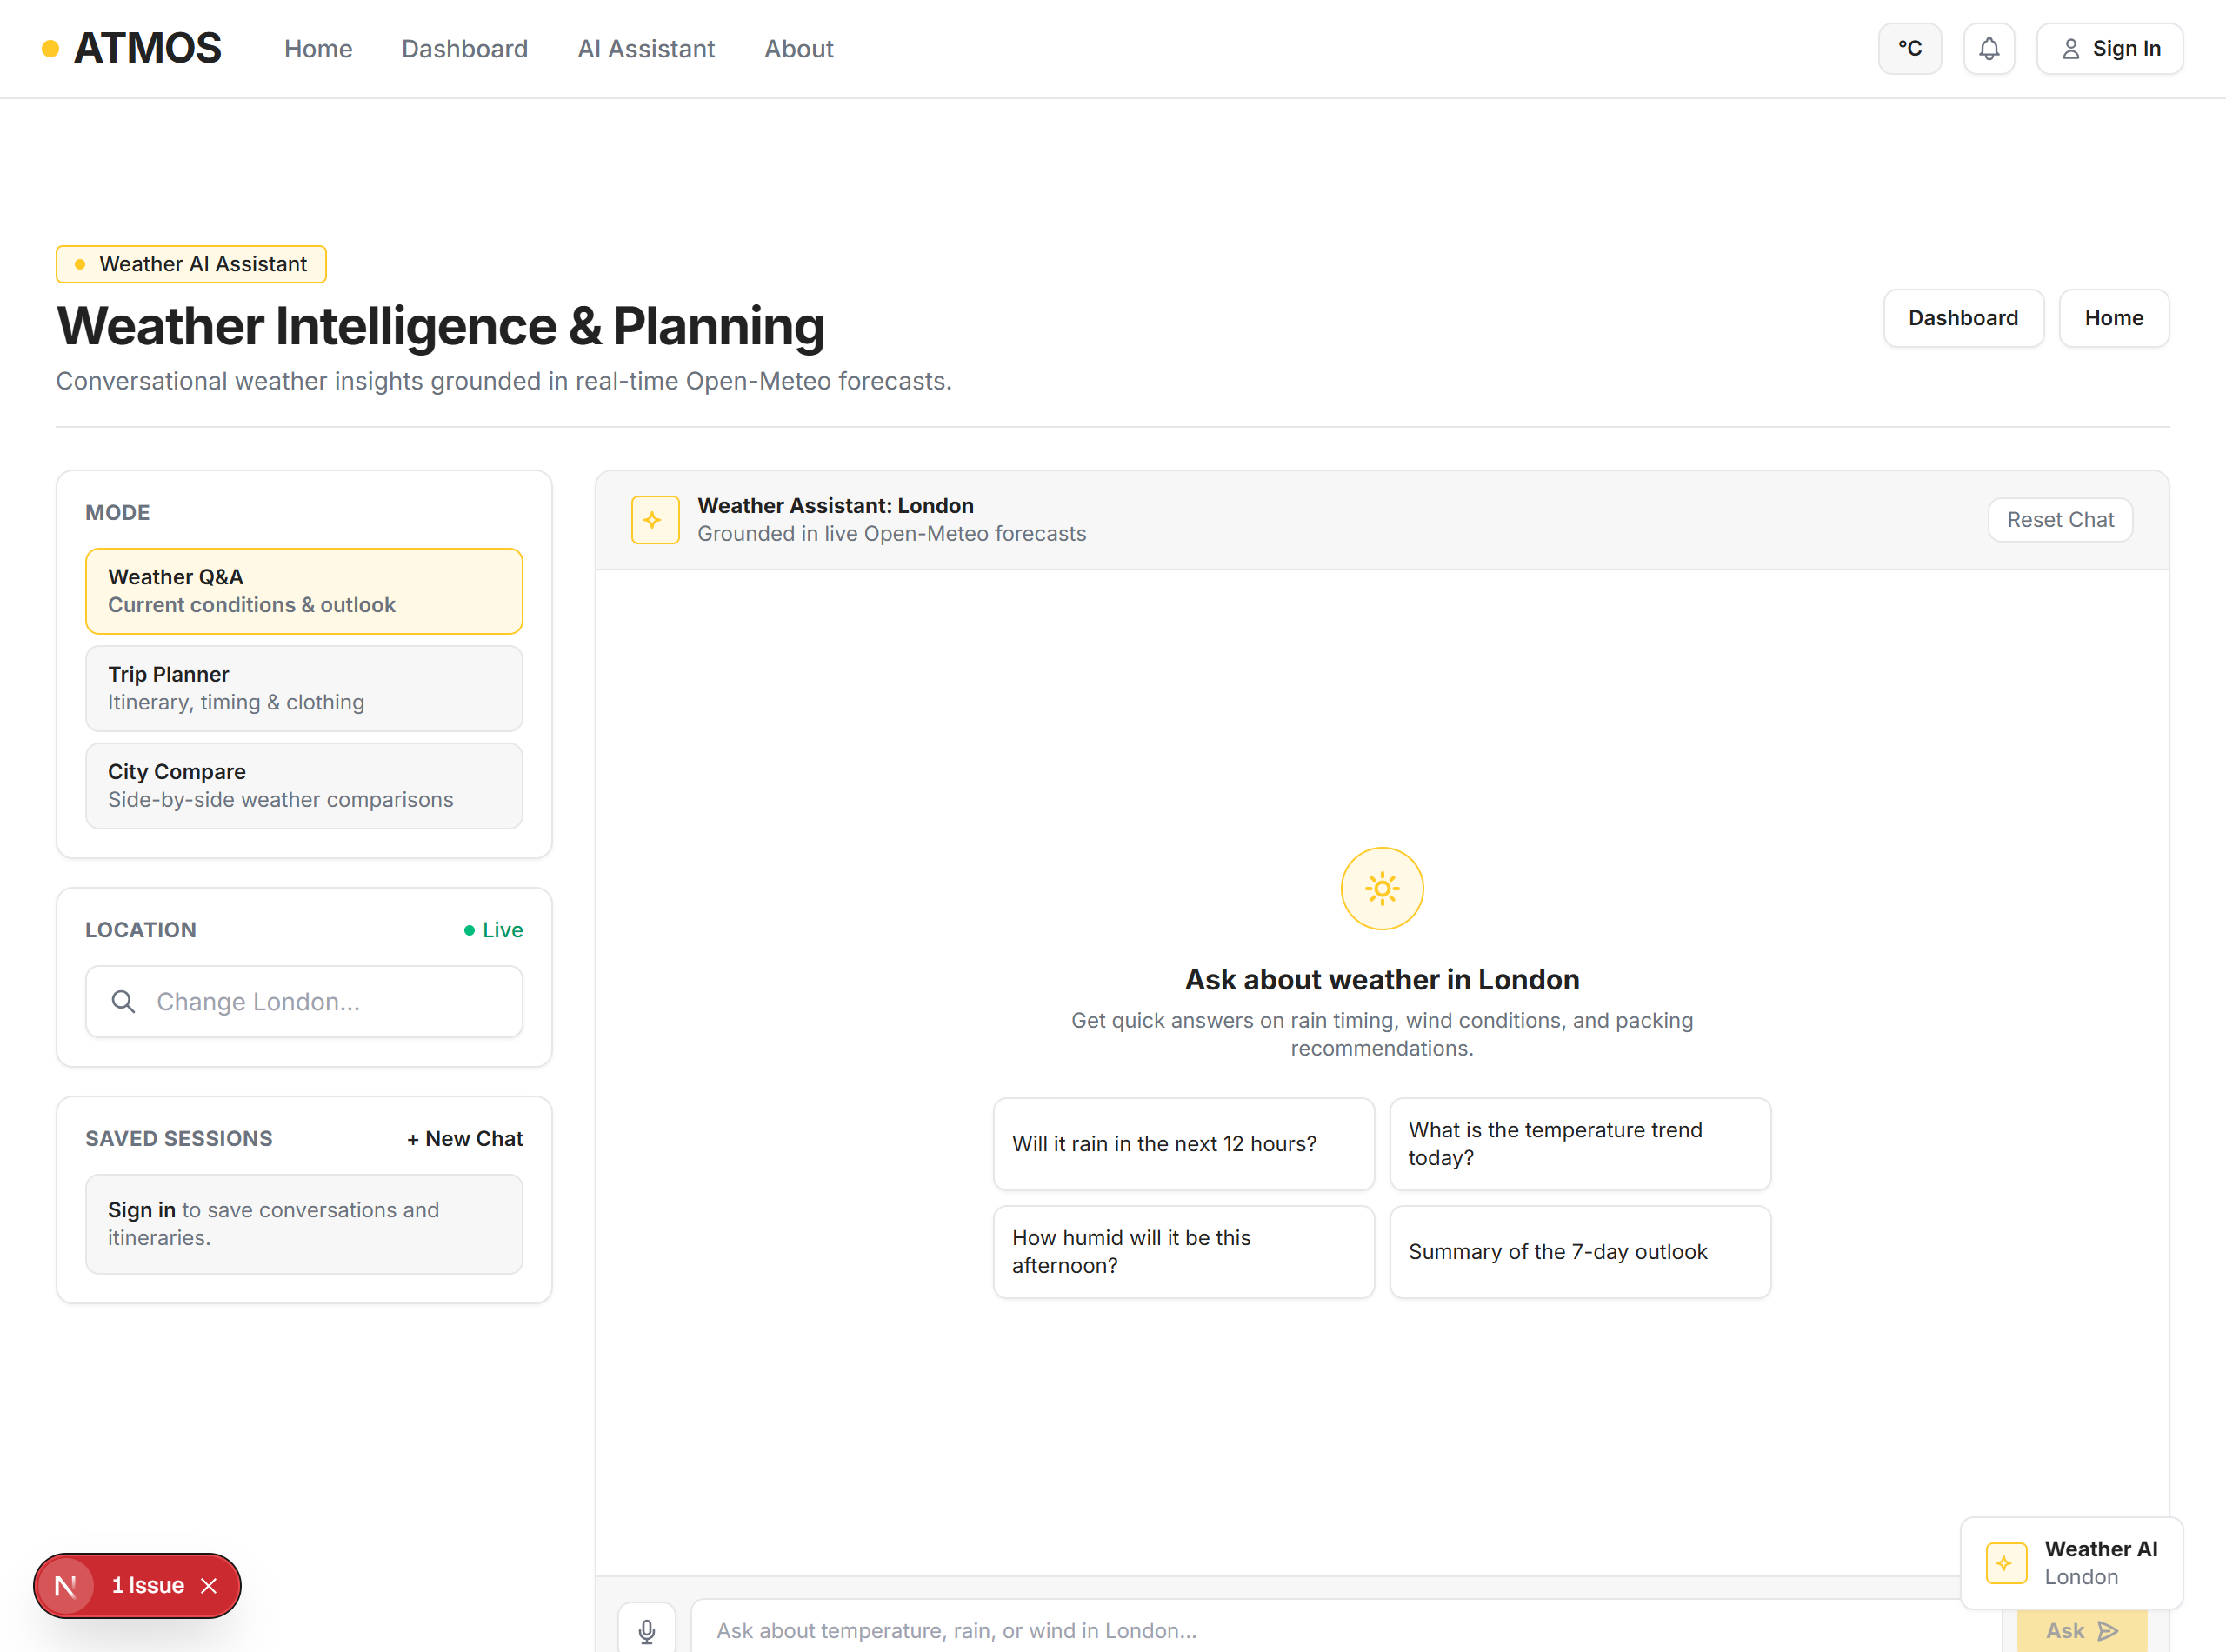 ATMOS
Home
Dashboard
AI Assistant
About
°C
Sign In
Weather AI Assistant
Weather Intelligence & Planning
Conversational weather insights grounded in real-time Open-Meteo forecasts.
Dashboard
Home
MODE
Weather Q&A
Current conditions & outlook
Trip Planner
Itinerary, timing & clothing
City Compare
Side-by-side weather comparisons
LOCATION
Live
Change London...
SAVED SESSIONS
+ New Chat
Sign in to save conversations and
itineraries.
Weather Assistant: London
Grounded in live Open-Meteo forecasts
Reset Chat
Ask about weather in London
Get quick answers on rain timing, wind conditions, and packing
recommendations.
Will it rain in the next 12 hours?
What is the temperature trend
today?
How humid will it be this
afternoon?
Summary of the 7-day outlook
Weather AI
London
N
1 Issue
Ask about temperature, rain, or wind in London...
Ask